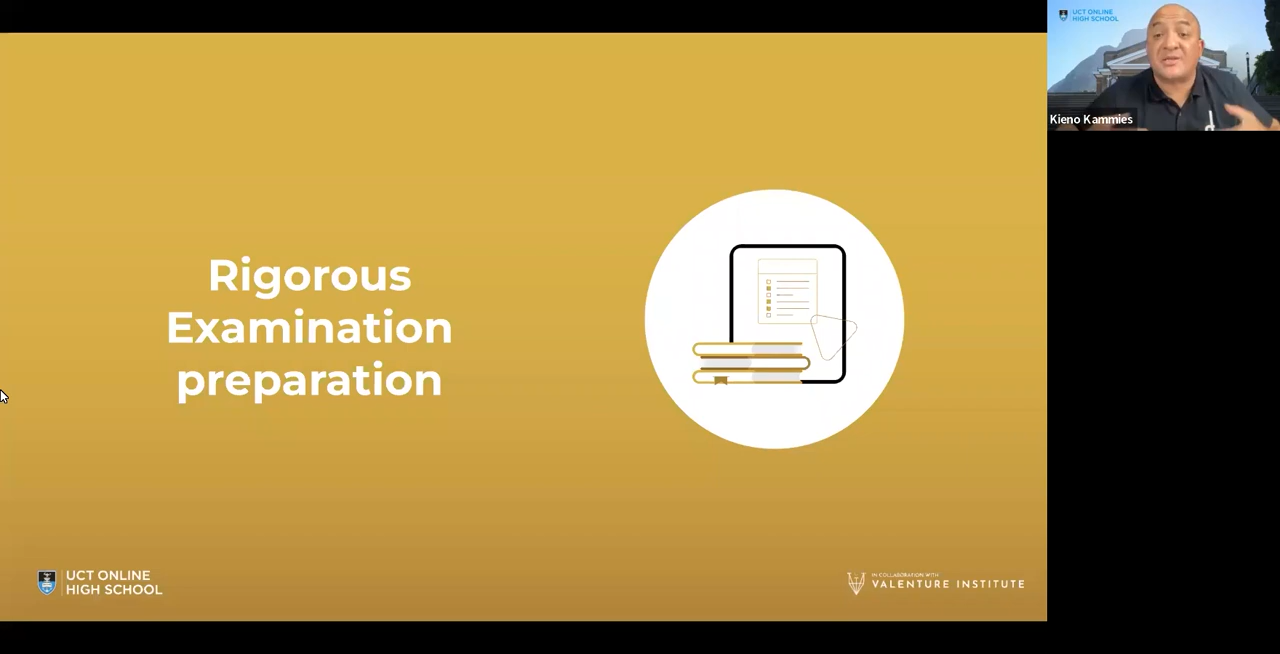 Rigorous
Examination
preparation
UCT ONLINE
HIGH SCHOOL
IN COLLABORATION WITH
VALENTURE INSTITUTE
UCT ONLINE
HIGH SCHOOL
Kieno Kammies